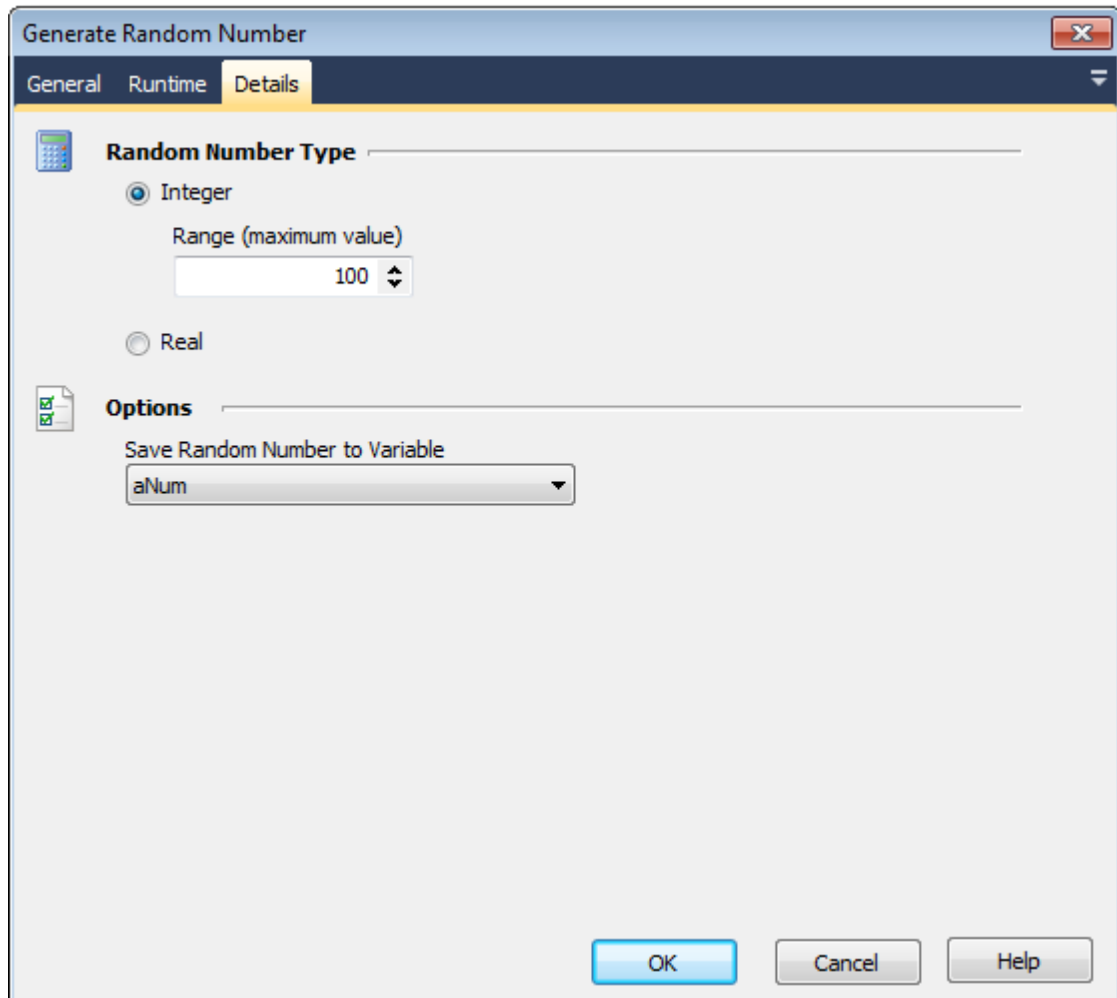 Generate Random Number
General Runtime Details
Random Number Type
Integer
Range (maximum value)
100
Real
Options
Save Random Number to Variable
aNum
OK Cancel Help